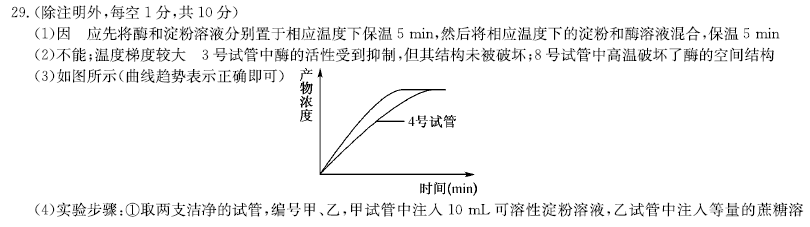 29.(除注明外,每空1分,共10分)
(1)因　应先将酶和淀粉溶液分别置于相应温度下保温5 min,然后将相应温度下的淀粉和酶溶液混合,保温5 min
(2)不能;温度梯度较大　3号试管中酶的活性受到抑制,但其结构未被破坏;8号试管中高温破坏了酶的空间结构
(3)如图所示(曲线趋势表示正确即可)
产物浓度
4号试管
时间(min)
(4)实验步骤:①取两支洁净的试管,编号甲、乙,甲试管中注入10 mL可溶性淀粉溶液,乙试管中注入等量的蔗糖溶